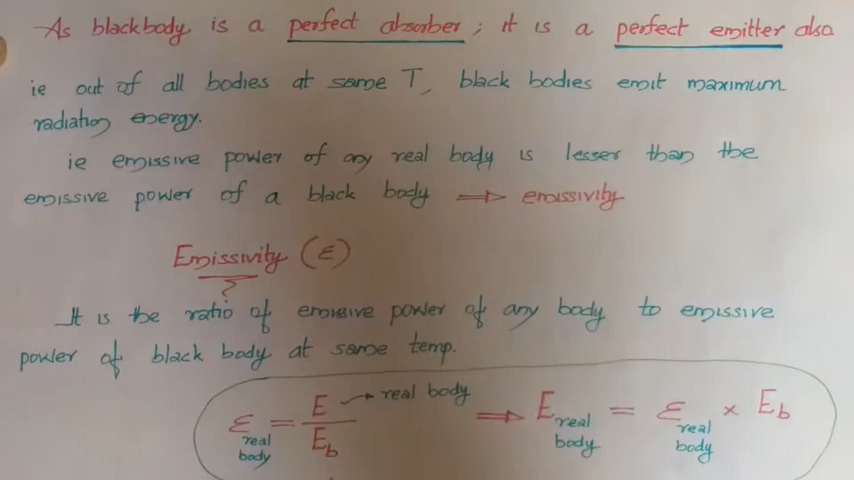 As blackbody is a perfect absorber; it is a perfect emitter also
ie out of all bodies at same T, black bodies emit maximum
radiation energy.
ie emissive power of any real body is lesser than the
emissive power of a black body ⟹ emissivity
Emissivity (ε)
It is the ratio of emissive power of any body to emissive
power of black body at same temp.
ε real body = E / E_b → real body ⟹ E real body = ε real body × E_b